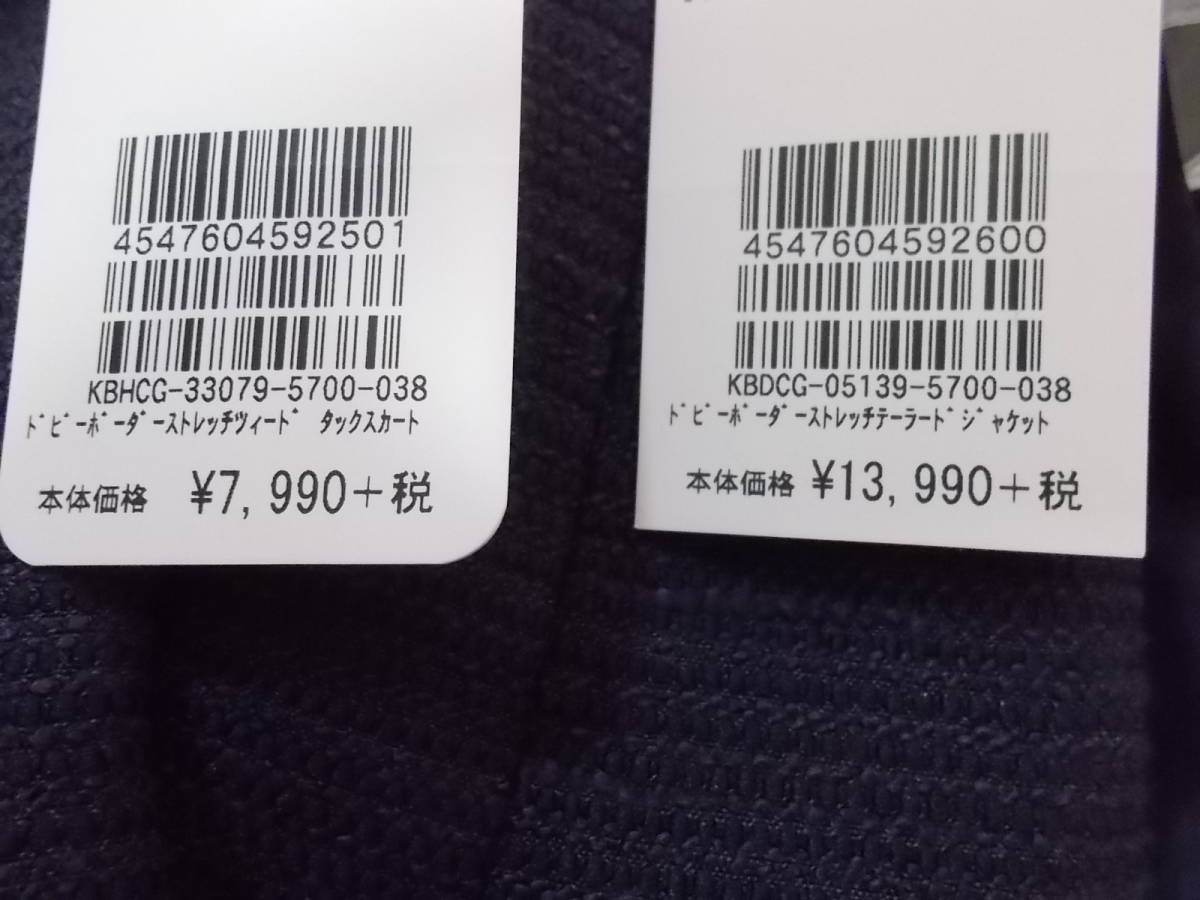 4547604592501
KBHCG-33079-5700-038
ﾄﾞﾋﾞｰﾎﾞｰﾀﾞｰｽﾄﾚｯﾁﾂｨｰﾄﾞ ﾀｯｸｽｶｰﾄ
本体価格 ¥7,990+税
4547604592600
KBDCG-05139-5700-038
ﾄﾞﾋﾞｰﾎﾞｰﾀﾞｰｽﾄﾚｯﾁﾃｰﾗｰﾄﾞｼﾞｬｹｯﾄ
本体価格 ¥13,990+税